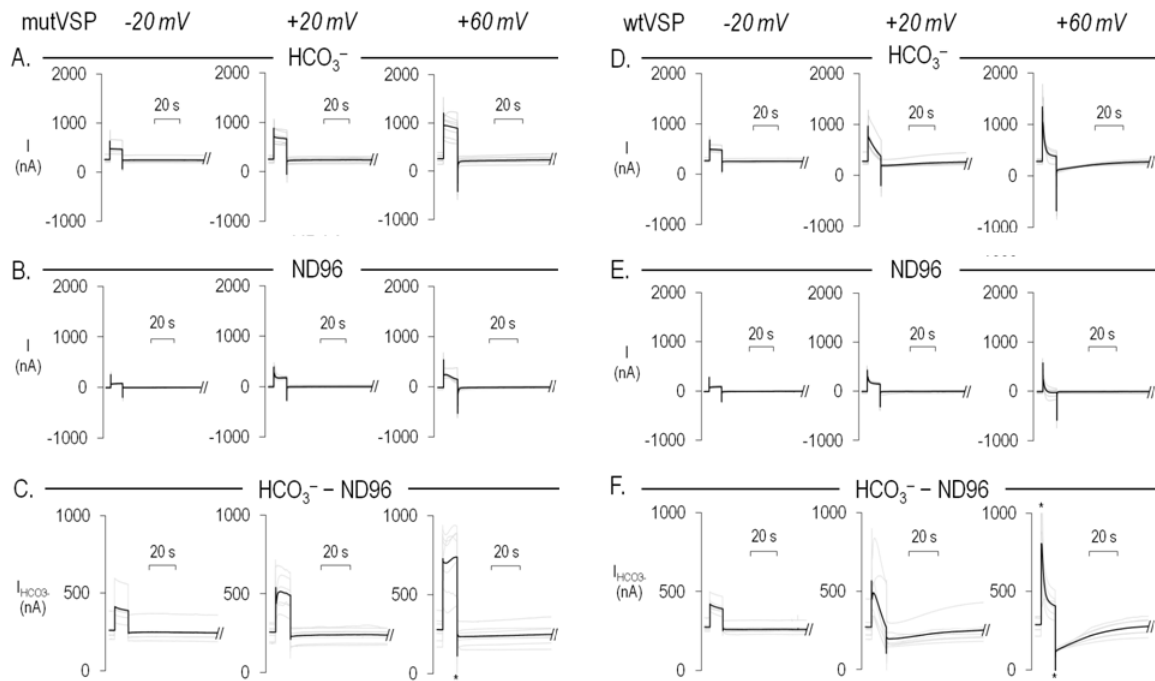 mutVSP -20 mV +20 mV +60 mV
A. HCO₃⁻
2000 2000 2000
20 s 20 s 20 s
1000 1000 1000
I
(nA)
0 0 0
-1000 -1000 -1000
B. ND96
2000 2000 2000
20 s 20 s 20 s
1000 1000 1000
I
(nA)
0 0 0
-1000 -1000 -1000
C. HCO₃⁻ – ND96
1000 1000 1000
20 s 20 s 20 s
500 500 500
I HCO3-
(nA)
0 0 0
*
wtVSP -20 mV +20 mV +60 mV
D. HCO₃⁻
2000 2000 2000
20 s 20 s 20 s
1000 1000 1000
I
(nA)
0 0 0
-1000 -1000 -1000
E. ND96
2000 2000 2000
20 s 20 s 20 s
1000 1000 1000
I
(nA)
0 0 0
-1000 -1000 -1000
F. HCO₃⁻ – ND96
1000 1000 1000
*
20 s 20 s 20 s
500 500 500
I HCO3-
(nA)
0 0 0
*